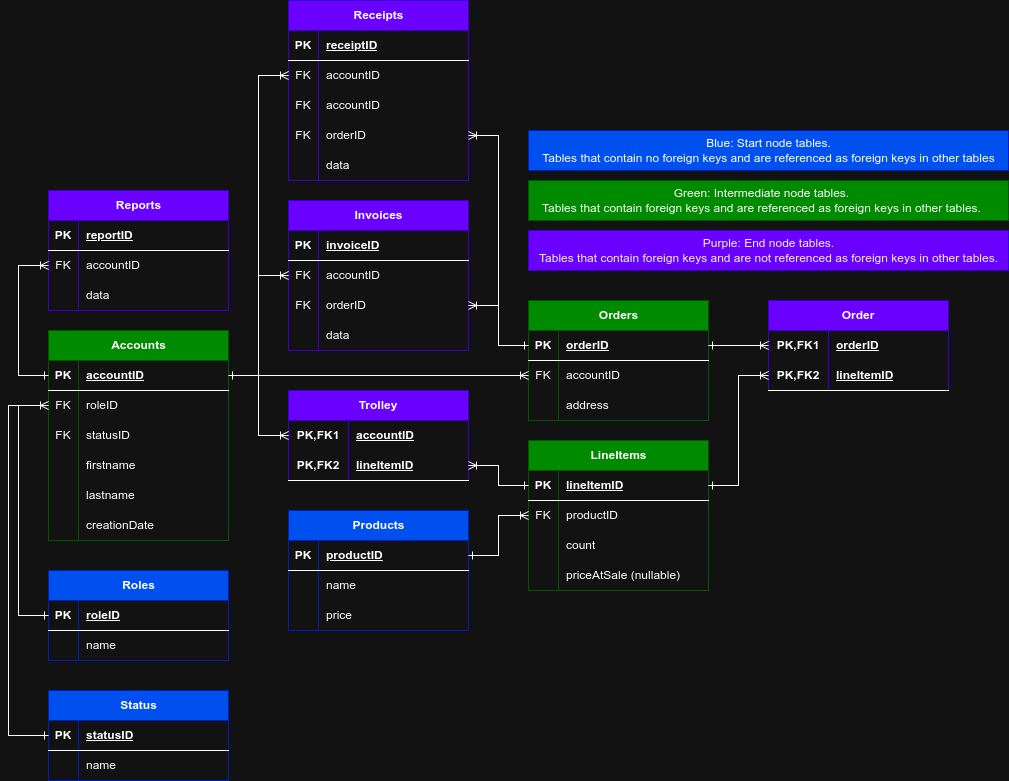 Receipts
PK receiptID
FK accountID
FK accountID
FK orderID
data
Blue: Start node tables.
Tables that contain no foreign keys and are referenced as foreign keys in other tables
Green: Intermediate node tables.
Tables that contain foreign keys and are referenced as foreign keys in other tables.
Purple: End node tables.
Tables that contain foreign keys and are not referenced as foreign keys in other tables.
Reports
PK reportID
FK accountID
data
Invoices
PK invoiceID
FK accountID
FK orderID
data
Orders
PK orderID
FK accountID
address
Order
PK,FK1 orderID
PK,FK2 lineItemID
Accounts
PK accountID
FK roleID
FK statusID
firstname
lastname
creationDate
Trolley
PK,FK1 accountID
PK,FK2 lineItemID
LineItems
PK lineItemID
FK productID
count
priceAtSale (nullable)
Products
PK productID
name
price
Roles
PK roleID
name
Status
PK statusID
name